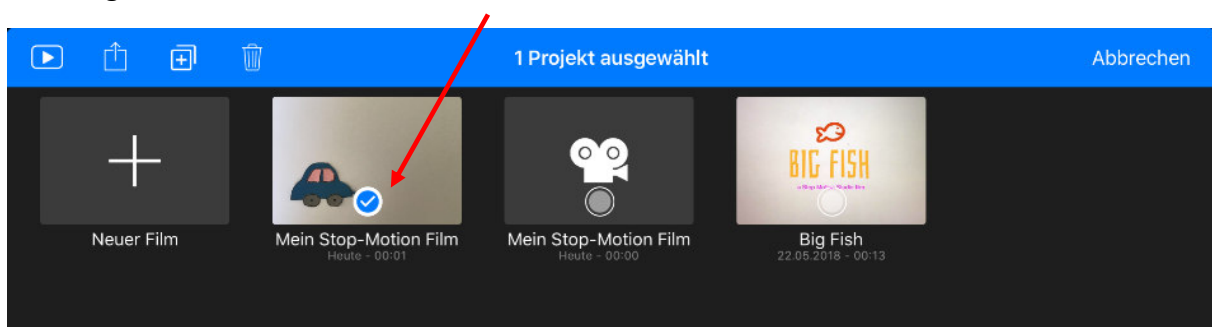 1 Projekt ausgewählt
Abbrechen
BIG FISH
Neuer Film
Mein Stop-Motion Film
Heute - 00:01
Mein Stop-Motion Film
Heute - 00:00
Big Fish
22.05.2018 - 00:13